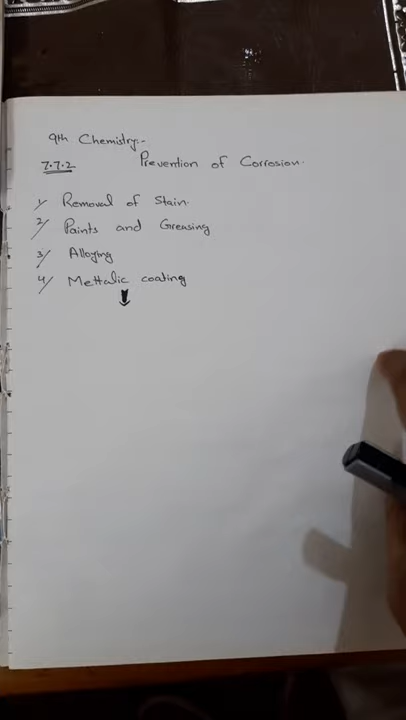 9th Chemistry:-
7.7.2 Prevention of Corrosion.
1/ Removal of Stain.
2/ Paints and Greasing
3/ Alloying
4/ Mettalic coating